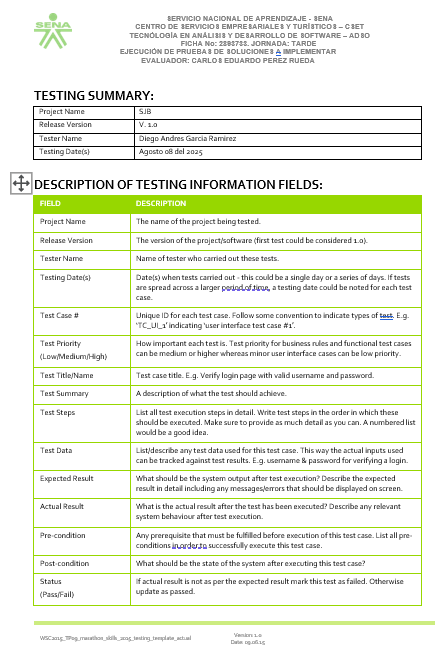 SENA
SERVICIO NACIONAL DE APRENDIZAJE - SENA
CENTRO DE SERVICIOS EMPRESARIALES Y TURÍSTICOS – CSET
TECNOLOGÍA EN ANÁLISIS Y DESARROLLO DE SOFTWARE – ADSO
FICHA No: 2898733. JORNADA: TARDE
EJECUCIÓN DE PRUEBAS DE SOLUCIONES A IMPLEMENTAR
EVALUADOR: CARLOS EDUARDO PEREZ RUEDA
TESTING SUMMARY:
Project Name SJB
Release Version V. 1.0
Tester Name Diego Andres Garcia Ramirez
Testing Date(s) Agosto 08 del 2025
DESCRIPTION OF TESTING INFORMATION FIELDS:
FIELD DESCRIPTION
Project Name The name of the project being tested.
Release Version The version of the project/software (first test could be considered 1.0).
Tester Name Name of tester who carried out these tests.
Testing Date(s) Date(s) when tests carried out - this could be a single day or a series of days. If tests
are spread across a larger period of time, a testing date could be noted for each test
case.
Test Case # Unique ID for each test case. Follow some convention to indicate types of test. E.g.
'TC_UI_1' indicating 'user interface test case #1'.
Test Priority
(Low/Medium/High)
How important each test is. Test priority for business rules and functional test cases
can be medium or higher whereas minor user interface cases can be low priority.
Test Title/Name Test case title. E.g. Verify login page with valid username and password.
Test Summary A description of what the test should achieve.
Test Steps List all test execution steps in detail. Write test steps in the order in which these
should be executed. Make sure to provide as much detail as you can. A numbered list
would be a good idea.
Test Data List/describe any test data used for this test case. This way the actual inputs used
can be tracked against test results. E.g. username & password for verifying a login.
Expected Result What should be the system output after test execution? Describe the expected
result in detail including any messages/errors that should be displayed on screen.
Actual Result What is the actual result after the test has been executed? Describe any relevant
system behaviour after test execution.
Pre-condition Any prerequisite that must be fulfilled before execution of this test case. List all pre-
conditions in order to successfully execute this test case.
Post-condition What should be the state of the system after executing this test case?
Status
(Pass/Fail)
If actual result is not as per the expected result mark this test as failed. Otherwise
update as passed.
Version: 1.0
Date: 09.06.15